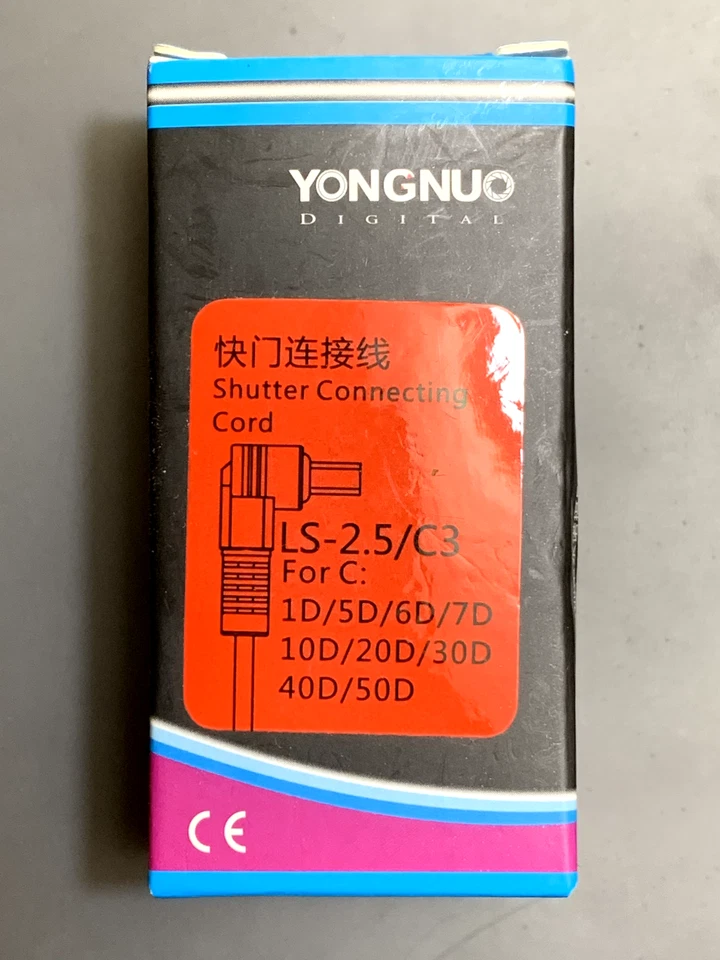 YONGNUO
DIGITAL
快门连接线
Shutter Connecting
Cord
LS-2.5/C3
For C:
1D/5D/6D/7D
10D/20D/30D
40D/50D
CE